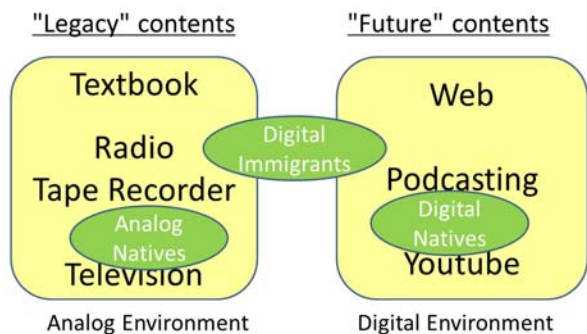 "Legacy" contents
"Future" contents
Textbook
Radio
Tape Recorder
Analog
Natives
Television
Digital
Immigrants
Web
Podcasting
Digital
Natives
Youtube
Analog Environment
Digital Environment